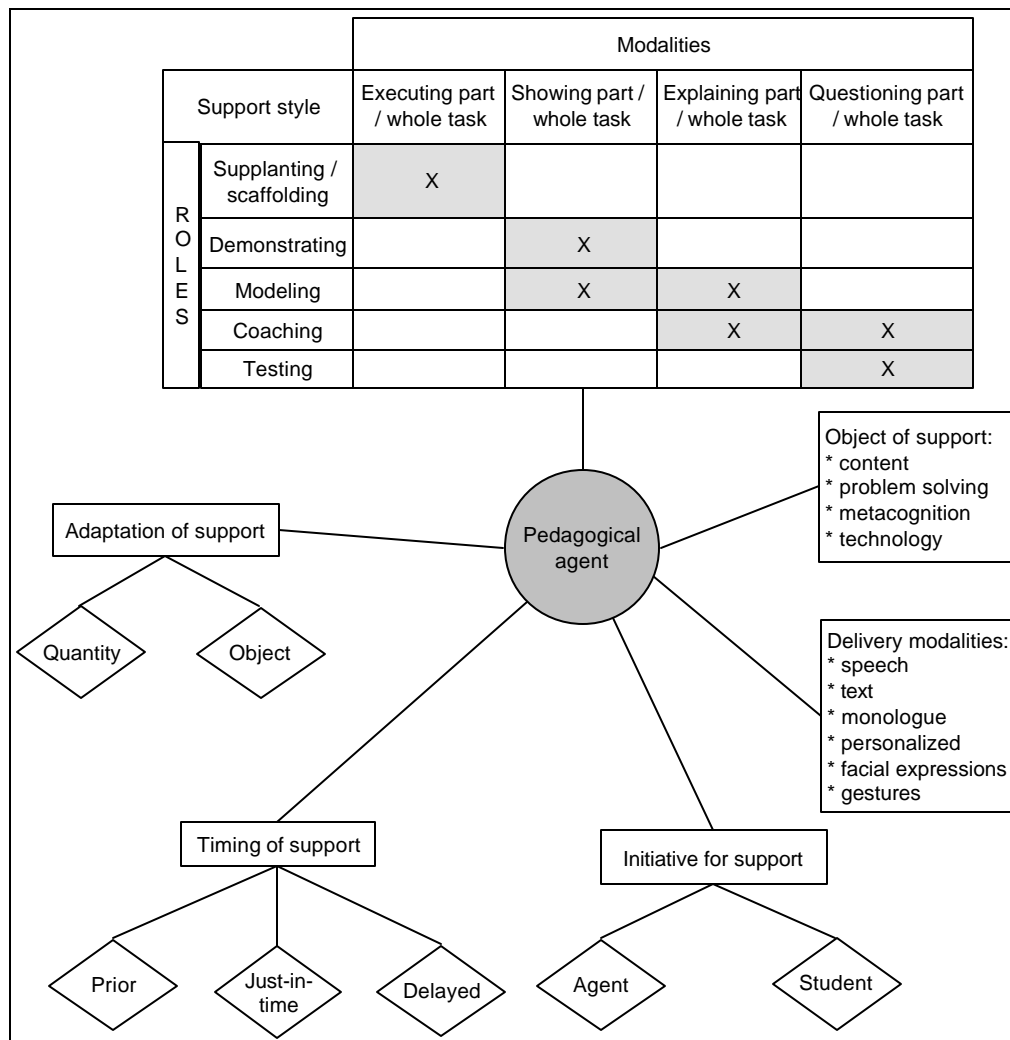 Modalities
Support style
Executing part
/ whole task
Showing part /
whole task
Explaining part
/ whole task
Questioning part
/ whole task
R
O
L
E
S
Supplanting /
scaffolding
X
Demonstrating
X
Modeling
X
X
Coaching
X
X
Testing
X
Object of support:
* content
* problem solving
* metacognition
* technology
Pedagogical
agent
Adaptation of support
Quantity
Object
Delivery modalities:
* speech
* text
* monologue
* personalized
* facial expressions
* gestures
Timing of support
Initiative for support
Prior
Just-in-
time
Delayed
Agent
Student